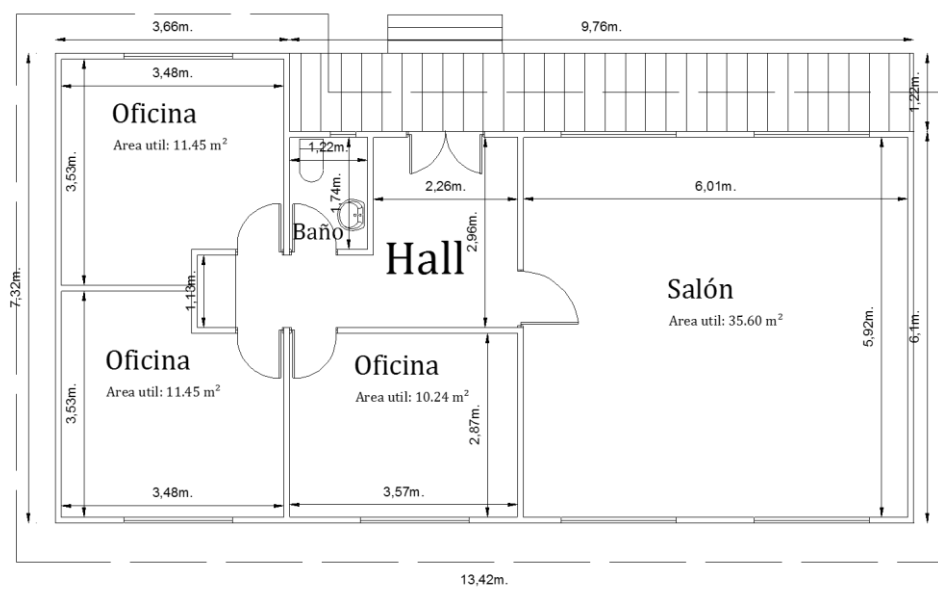 3,66m.
9,76m.
3,48m.
Oficina
Area util: 11.45 m²
3,53m.
1,22m.
1,74m.
Baño
2,26m.
2,96m.
Hall
6,01m.
1,22m.
Salón
Area util: 35.60 m²
5,92m.
6,1m.
7,32m.
1,13m.
Oficina
Area util: 11.45 m²
3,53m.
3,48m.
Oficina
Area util: 10.24 m²
2,87m.
3,57m.
13,42m.